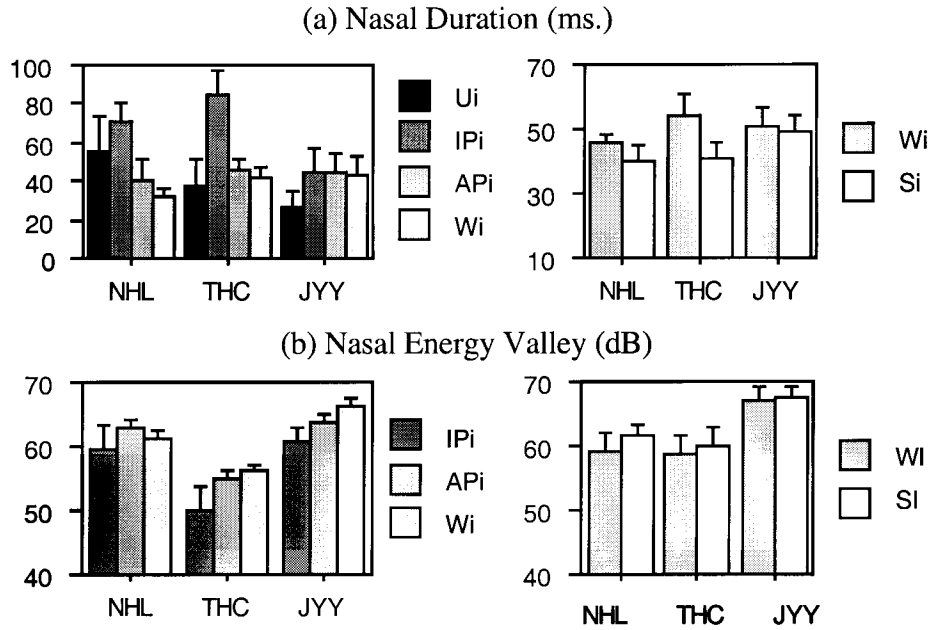 (a) Nasal Duration (ms.)
100
80
60
40
20
0
NHL THC JYY
Ui
IPi
APi
Wi
70
50
30
10
NHL THC JYY
Wi
Si
(b) Nasal Energy Valley (dB)
70
60
50
40
NHL THC JYY
IPi
APi
Wi
70
60
50
40
NHL THC JYY
WI
SI